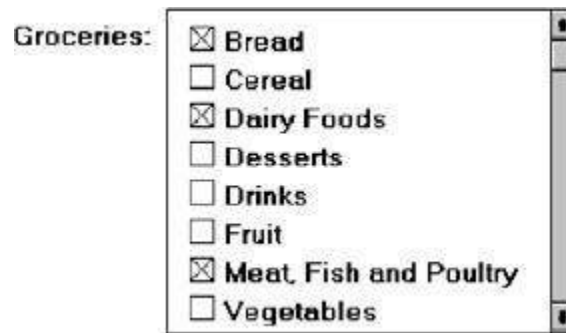 Groceries:
Bread
Cereal
Dairy Foods
Desserts
Drinks
Fruit
Meat, Fish and Poultry
Vegetables